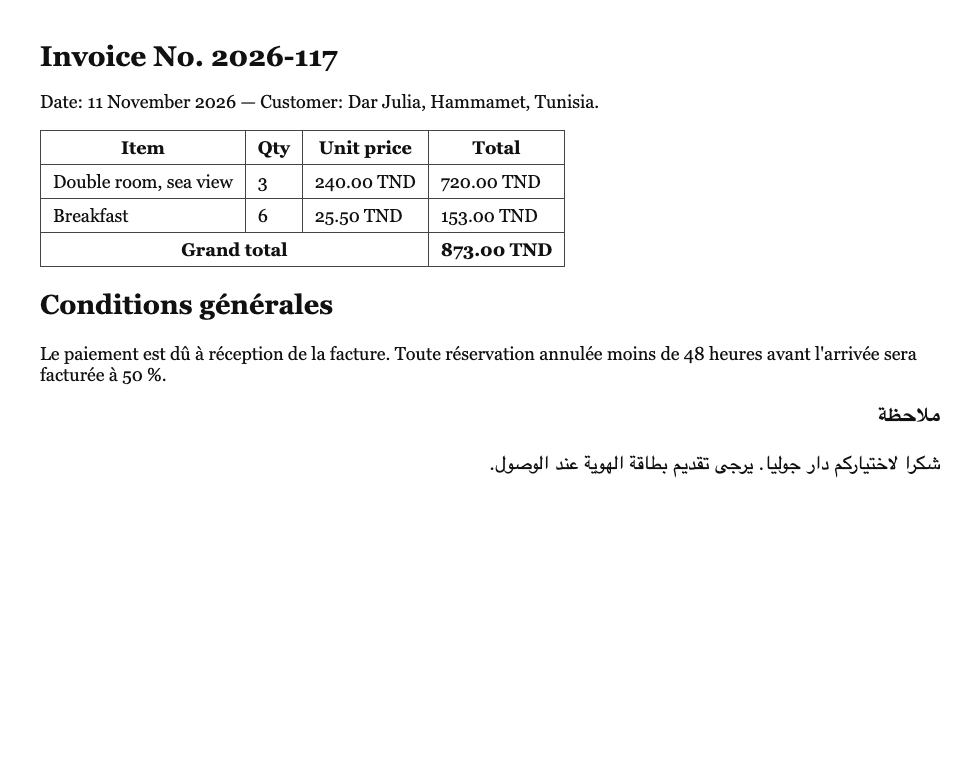 Invoice No. 2026-117
Date: 11 November 2026 — Customer: Dar Julia, Hammamet, Tunisia.
Item Qty Unit price Total
Double room, sea view 3 240.00 TND 720.00 TND
Breakfast 6 25.50 TND 153.00 TND
Grand total 873.00 TND
Conditions générales
Le paiement est dû à réception de la facture. Toute réservation annulée moins de 48 heures avant l'arrivée sera
facturée à 50 %.
ملاحظة
شكرا لاختياركم دار جوليا. يرجى تقديم بطاقة الهوية عند الوصول.